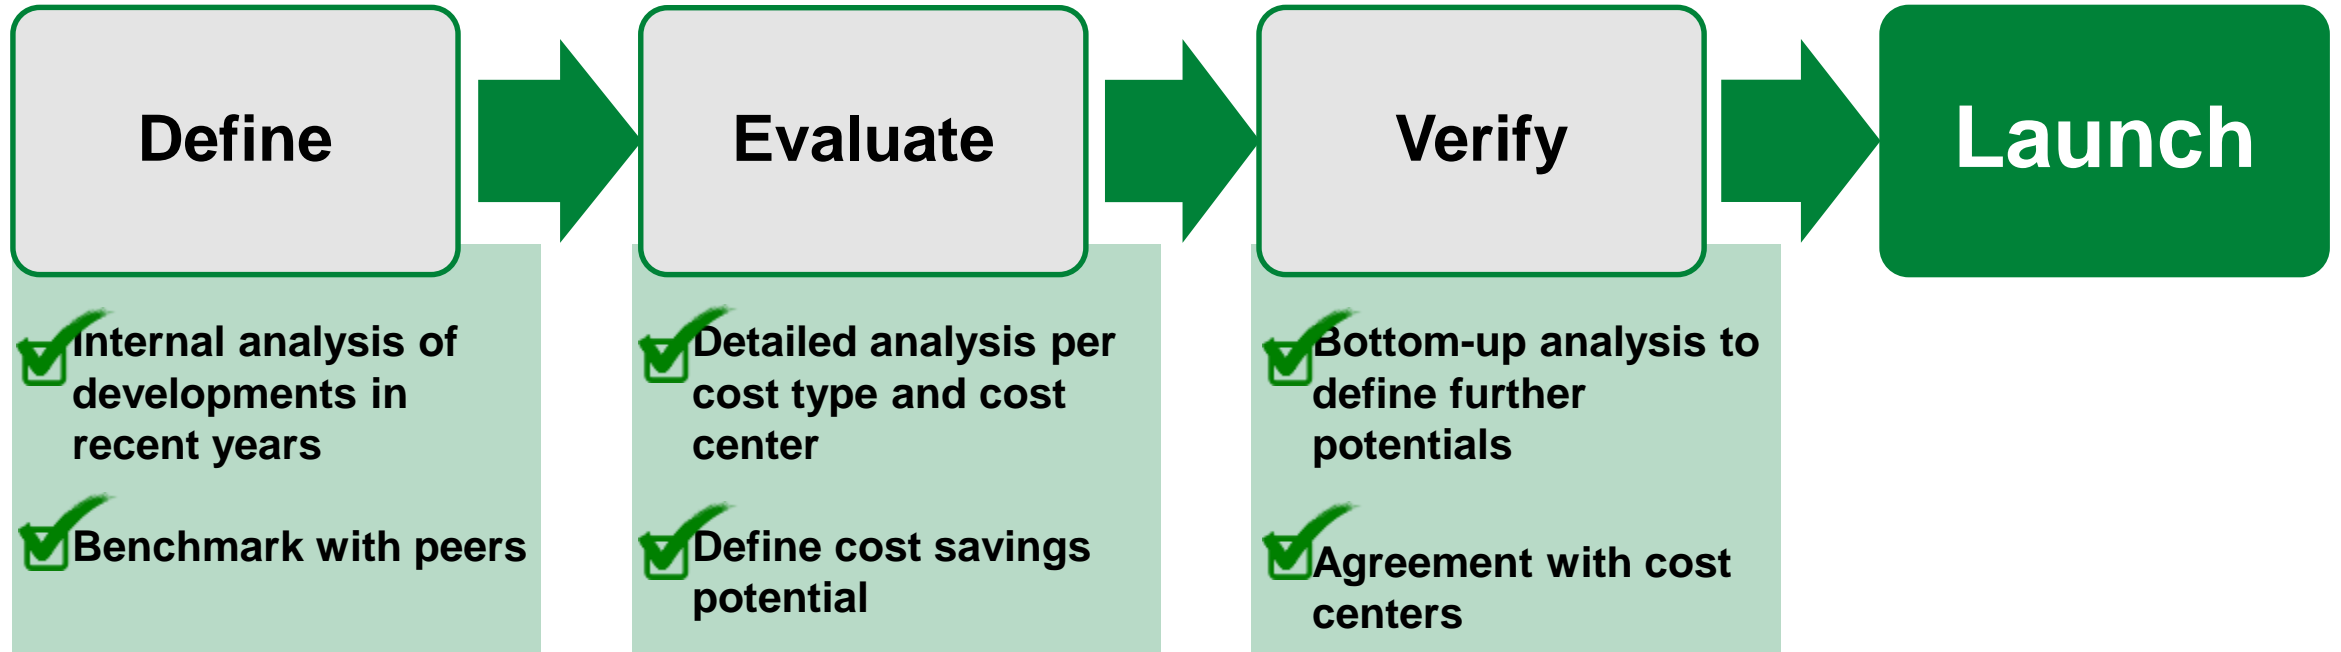 Define
Evaluate
Verify
Launch
Internal analysis of
developments in
recent years
Benchmark with peers
Detailed analysis per
cost type and cost
center
Define cost savings
potential
Bottom-up analysis to
define further
potentials
Agreement with cost
centers